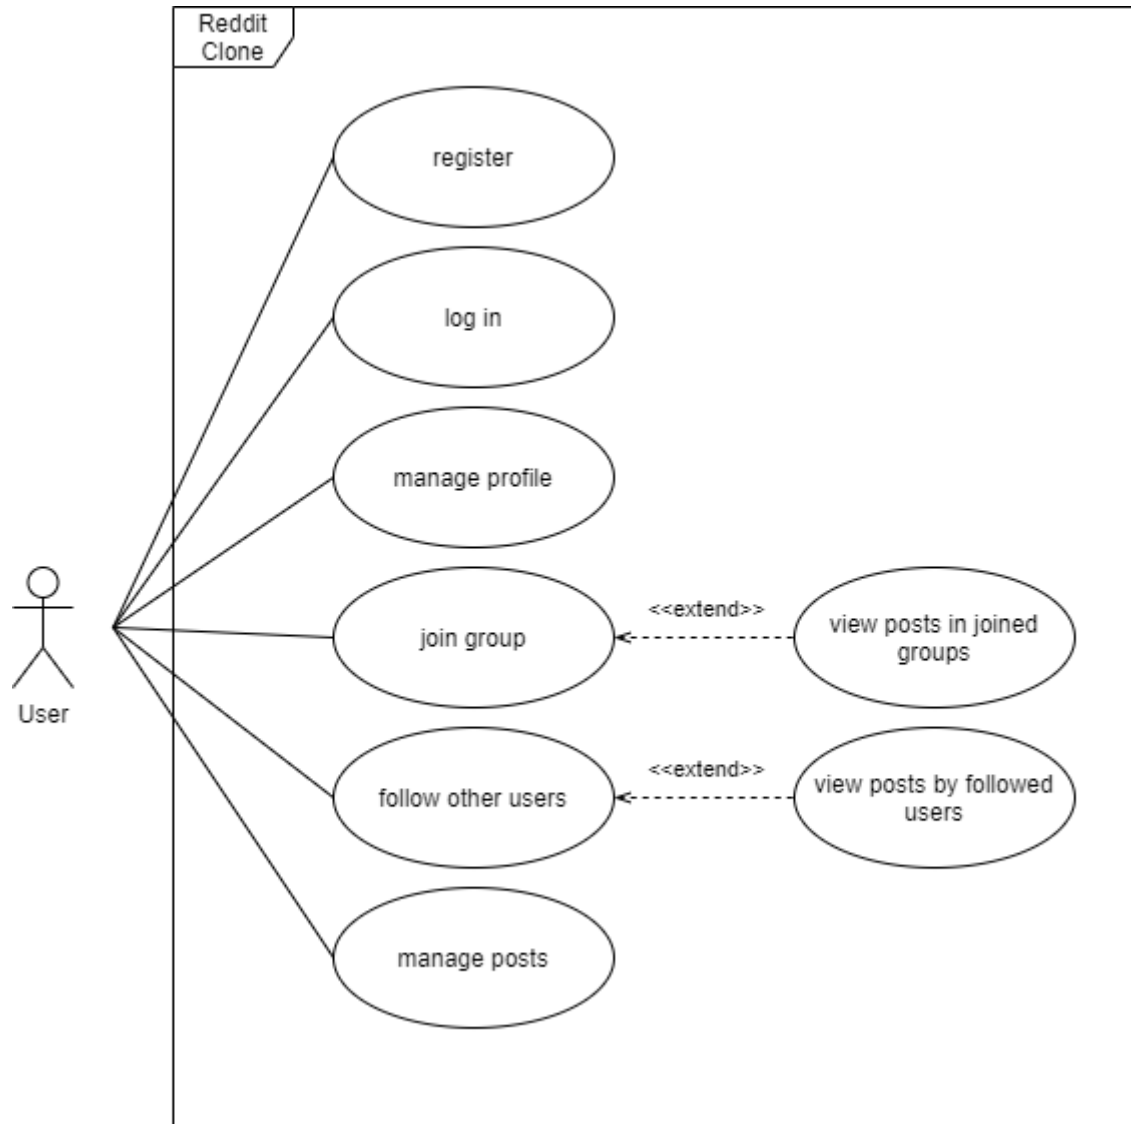 Reddit
Clone
register
log in
manage profile
join group
<<extend>>
view posts in joined
groups
User
follow other users
<<extend>>
view posts by followed
users
manage posts